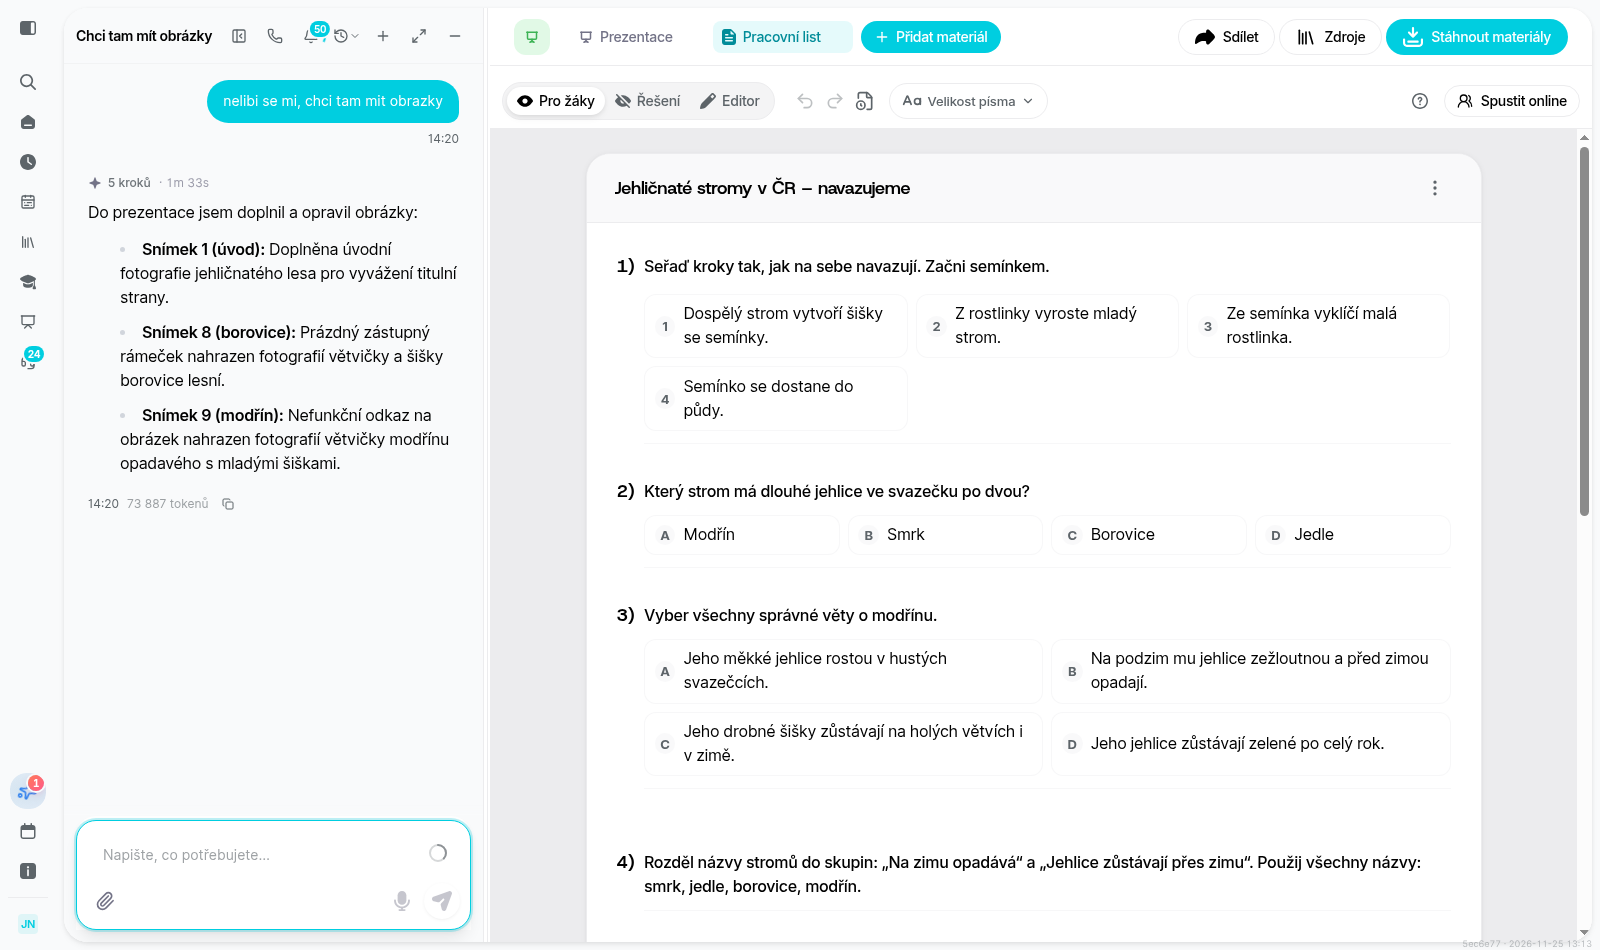 Chci tam mít obrázky
50
Prezentace
Pracovní list
Přidat materiál
Sdílet
Zdroje
Stáhnout materiály
nelibi se mi, chci tam mit obrazky
14:20
5 kroků · 1m 33s
Do prezentace jsem doplnil a opravil obrázky:
Snímek 1 (úvod): Doplněna úvodní
fotografie jehličnatého lesa pro vyvážení titulní
strany.
Snímek 8 (borovice): Prázdný zástupný
rámeček nahrazen fotografií větvičky a šišky
borovice lesní.
Snímek 9 (modřín): Nefunkční odkaz na
obrázek nahrazen fotografií větvičky modřínu
opadavého s mladými šiškami.
14:20 73 887 tokenů
24
1
Napište, co potřebujete...
JN
Pro žáky
Řešení
Editor
Aa Velikost písma
Spustit online
Jehličnaté stromy v ČR – navazujeme
1) Seřaď kroky tak, jak na sebe navazují. Začni semínkem.
1 Dospělý strom vytvoří šišky
se semínky.
2 Z rostlinky vyroste mladý
strom.
3 Ze semínka vyklíčí malá
rostlinka.
4 Semínko se dostane do
půdy.
2) Který strom má dlouhé jehlice ve svazečku po dvou?
A Modřín
B Smrk
C Borovice
D Jedle
3) Vyber všechny správné věty o modřínu.
A Jeho měkké jehlice rostou v hustých
svazečcích.
B Na podzim mu jehlice zežloutnou a před zimou
opadají.
C Jeho drobné šišky zůstávají na holých větvích i
v zimě.
D Jeho jehlice zůstávají zelené po celý rok.
4) Rozděl názvy stromů do skupin: „Na zimu opadává“ a „Jehlice zůstávají přes zimu“. Použij všechny názvy:
smrk, jedle, borovice, modřín.
5ec6e77 - 2026-11-25 13:13